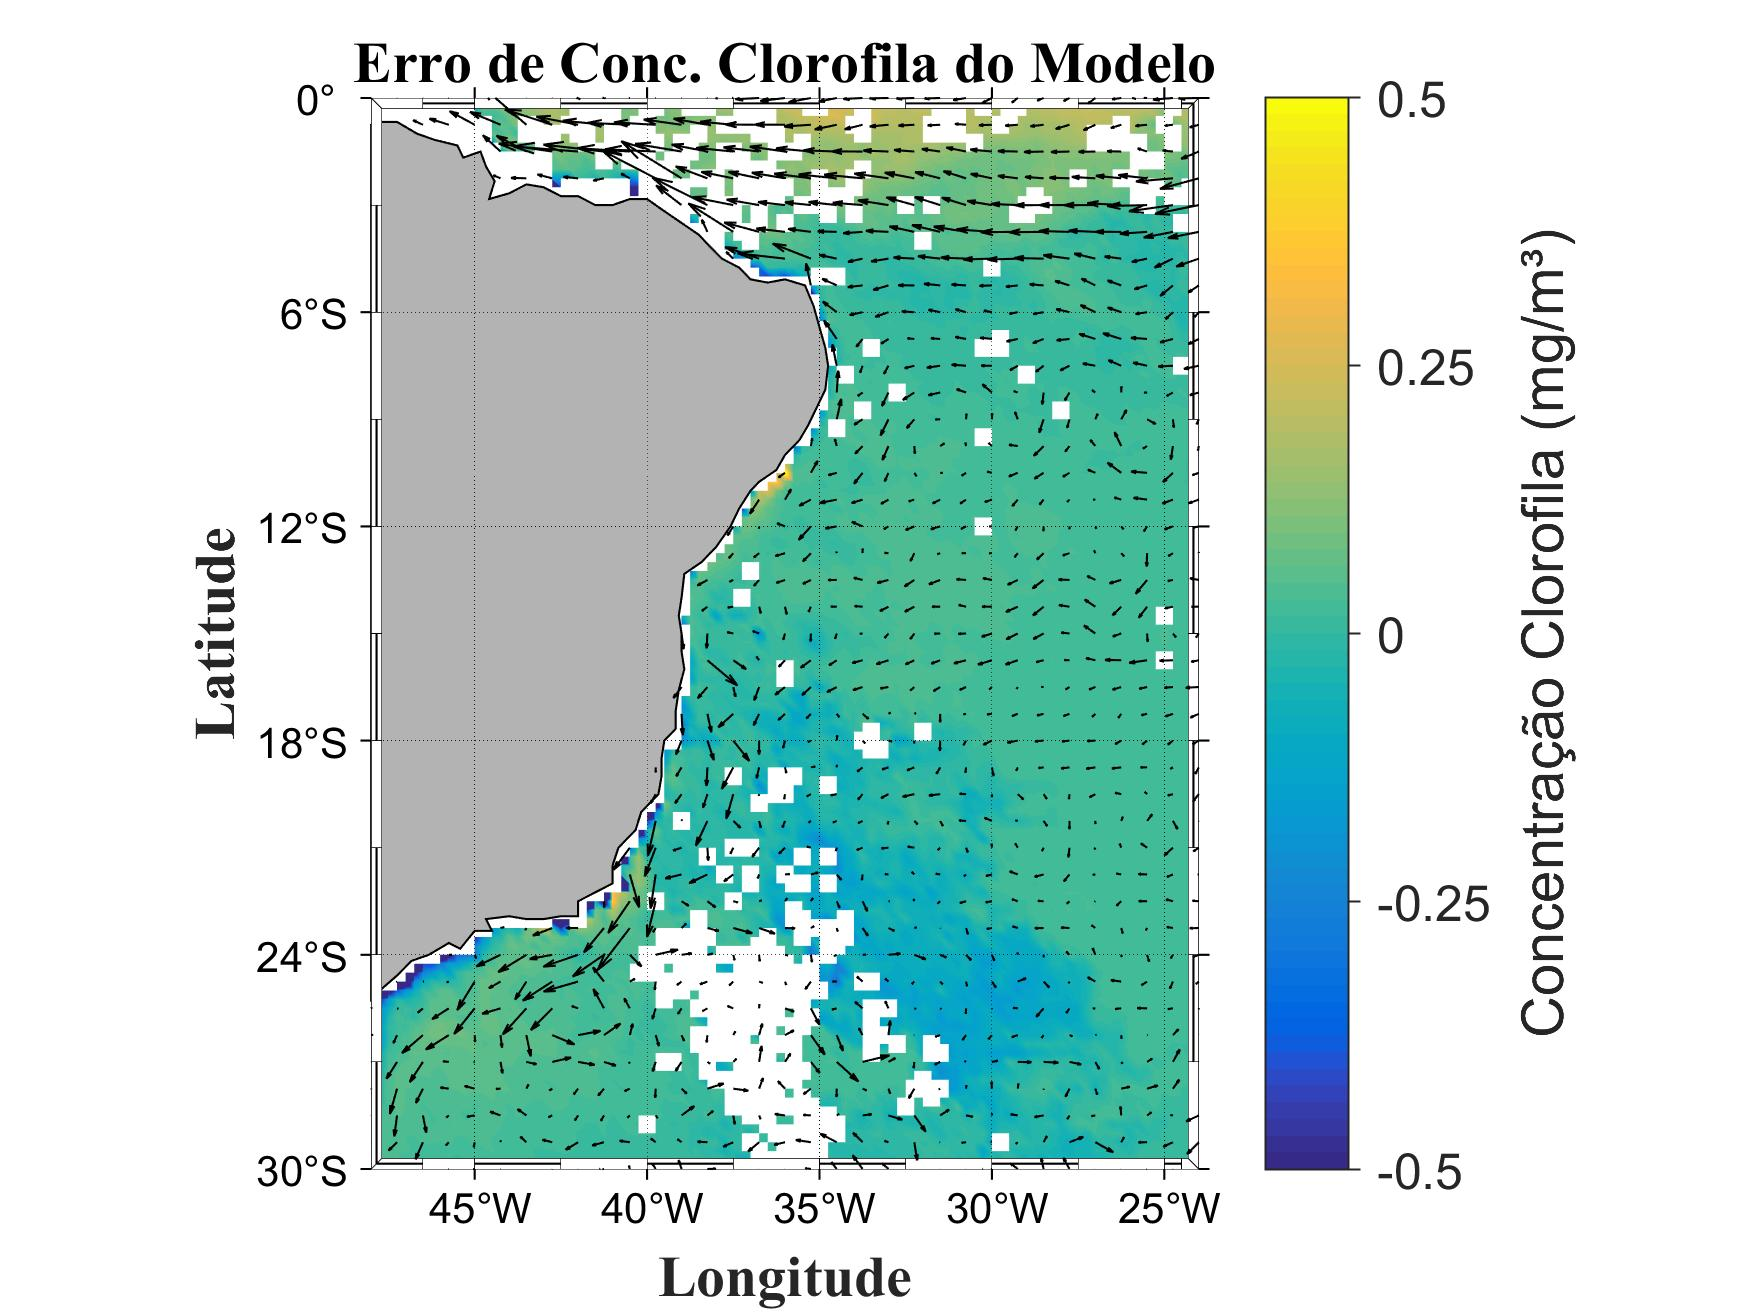 Erro de Conc. Clorofila do Modelo
0°
6°S
12°S
18°S
24°S
30°S
Latitude
45°W 40°W 35°W 30°W 25°W
Longitude
0.5
0.25
0
-0.25
-0.5
Concentração Clorofila (mg/m³)